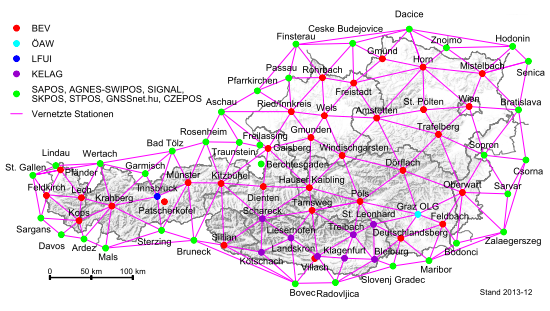 BEV
ÖAW
LFUI
KELAG
SAPOS, AGNES-SWIPOS, SIGNAL,
SKPOS, STPOS, GNSSnet.hu, CZEPOS
Vernetzte Stationen
Dacice
Ceske Budejovice
Finsterau
Znojmo
Hodonin
Gmünd
Horn
Mistelbach
Senica
Passau
Rohrbach
Pfarrkirchen
Freistadt
Aschau
Ried/Innkreis
Wels
Amstetten
St. Pölten
Wien
Bratislava
Trafelberg
Rosenheim
Freilassing
Gmunden
Windischgarsten
Sopron
Bad Tölz
Traunstein
Gaisberg
Lindau
Wertach
Berchtesgaden
Dörflach
Csorna
St. Gallen
Pfänder
Garmisch
Münster
Kitzbühel
Hauser Kaibling
Feldkirch
Lech
Innsbruck
Dienten
Pöls
Oberwart
Sarvar
Krahberg
Patscherkofel
Tamsweg
Graz OLG
Kops
Schareck
St. Leonhard
Feldbach
Sargans
Lieserhofen
Treibach
Deutschlandsberg
Zalaegerszeg
Davos
Ardez
Mals
Sterzing
Bruneck
Sillian
Landskron
Klagenfurt
Bleiburg
Bodonci
Kötschach
Villach
Maribor
Slovenj Gradec
Bovec
Radovljica
0
50 km
100 km
Stand 2013-12